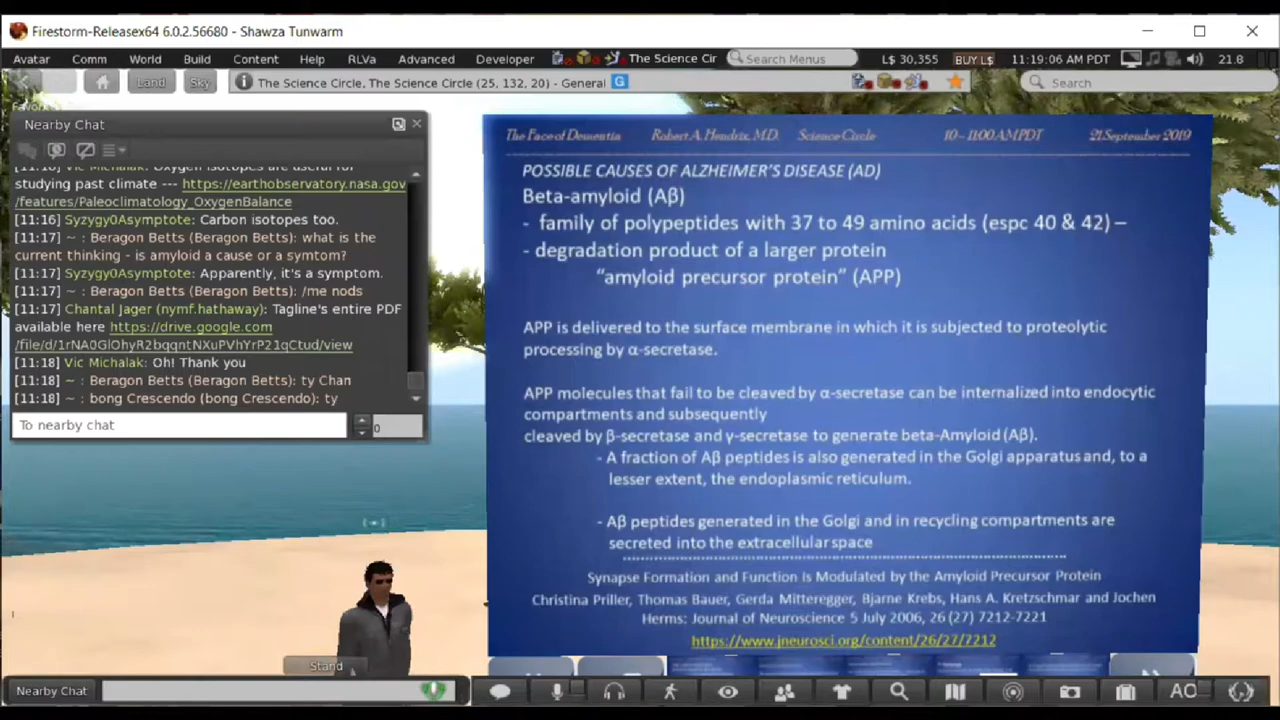 Firestorm-Releasex64 6.0.2.56680 - Shawza Tunwarm
Avatar Comm World Build Content Help RLVa Advanced Developer The Science Cir Search Menus L$ 30,355 BUY L$ 11:19:06 AM PDT 21.8
Land Sky The Science Circle, The Science Circle (25, 132, 20) - General Search
Nearby Chat
studying past climate --- https://earthobservatory.nasa.gov
/features/Paleoclimatology_OxygenBalance
[11:16] Syzygy0Asymptote: Carbon isotopes too.
[11:17] ~ : Beragon Betts (Beragon Betts): what is the
current thinking - is amyloid a cause or a symtom?
[11:17] Syzygy0Asymptote: Apparently, it's a symptom.
[11:17] ~ : Beragon Betts (Beragon Betts): /me nods
[11:17] Chantal Jager (nymf.hathaway): Tagline's entire PDF
available here https://drive.google.com
[11:18] Vic Michalak: Oh! Thank you
[11:18] ~ : Beragon Betts (Beragon Betts): ty Chan
[11:18] ~ : bong Crescendo (bong Crescendo): ty
To nearby chat
0
The Face of Dementia Robert A. Hendrix, M.D. Science Circle 10 - 11:00 AM PDT 21 September 2019
POSSIBLE CAUSES OF ALZHEIMER'S DISEASE (AD)
Beta-amyloid (Aβ)
- family of polypeptides with 37 to 49 amino acids (espc 40 & 42) –
- degradation product of a larger protein
"amyloid precursor protein" (APP)
APP is delivered to the surface membrane in which it is subjected to proteolytic
processing by α-secretase.
APP molecules that fail to be cleaved by α-secretase can be internalized into endocytic
compartments and subsequently
cleaved by β-secretase and γ-secretase to generate beta-Amyloid (Aβ).
- A fraction of Aβ peptides is also generated in the Golgi apparatus and, to a
lesser extent, the endoplasmic reticulum.
- Aβ peptides generated in the Golgi and in recycling compartments are
secreted into the extracellular space
Synapse Formation and Function is Modulated by the Amyloid Precursor Protein
Christina Priller, Thomas Bauer, Gerda Mitteregger, Bjarne Krebs, Hans A. Kretzschmar and Jochen
Herms: Journal of Neuroscience 5 July 2006, 26 (27) 7212-7221
https://www.jneurosci.org/content/26/27/7212
Stand
Nearby Chat
AO